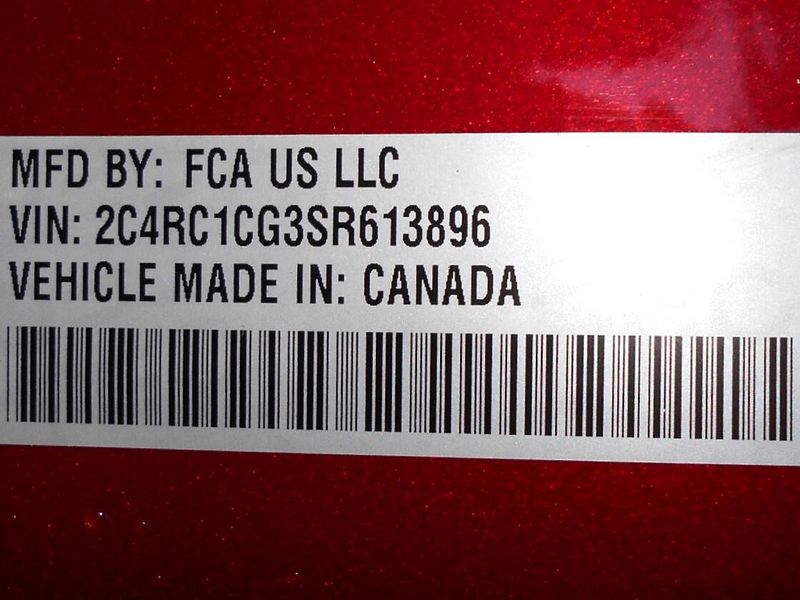 MFD BY: FCA US LLC
VIN: 2C4RC1CG3SR613896
VEHICLE MADE IN: CANADA